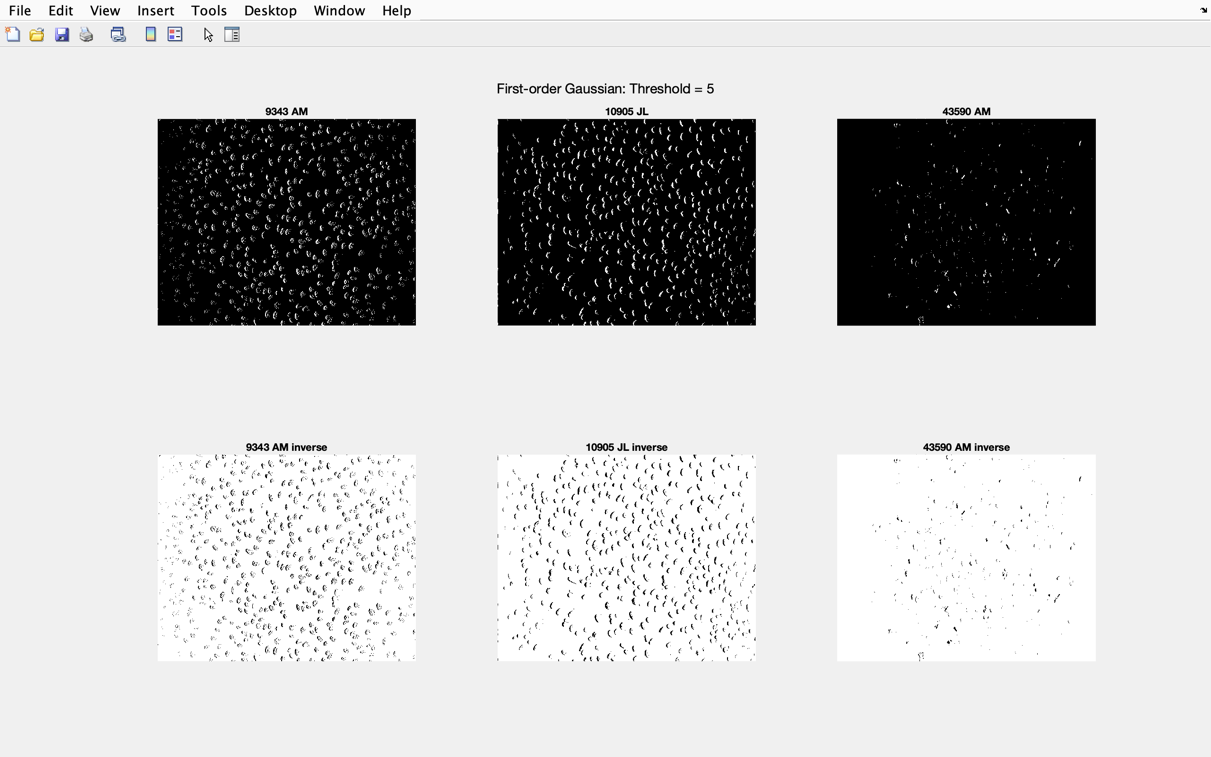 File Edit View Insert Tools Desktop Window Help
First-order Gaussian: Threshold = 5
9343 AM
10905 JL
43590 AM
9343 AM inverse
10905 JL inverse
43590 AM inverse